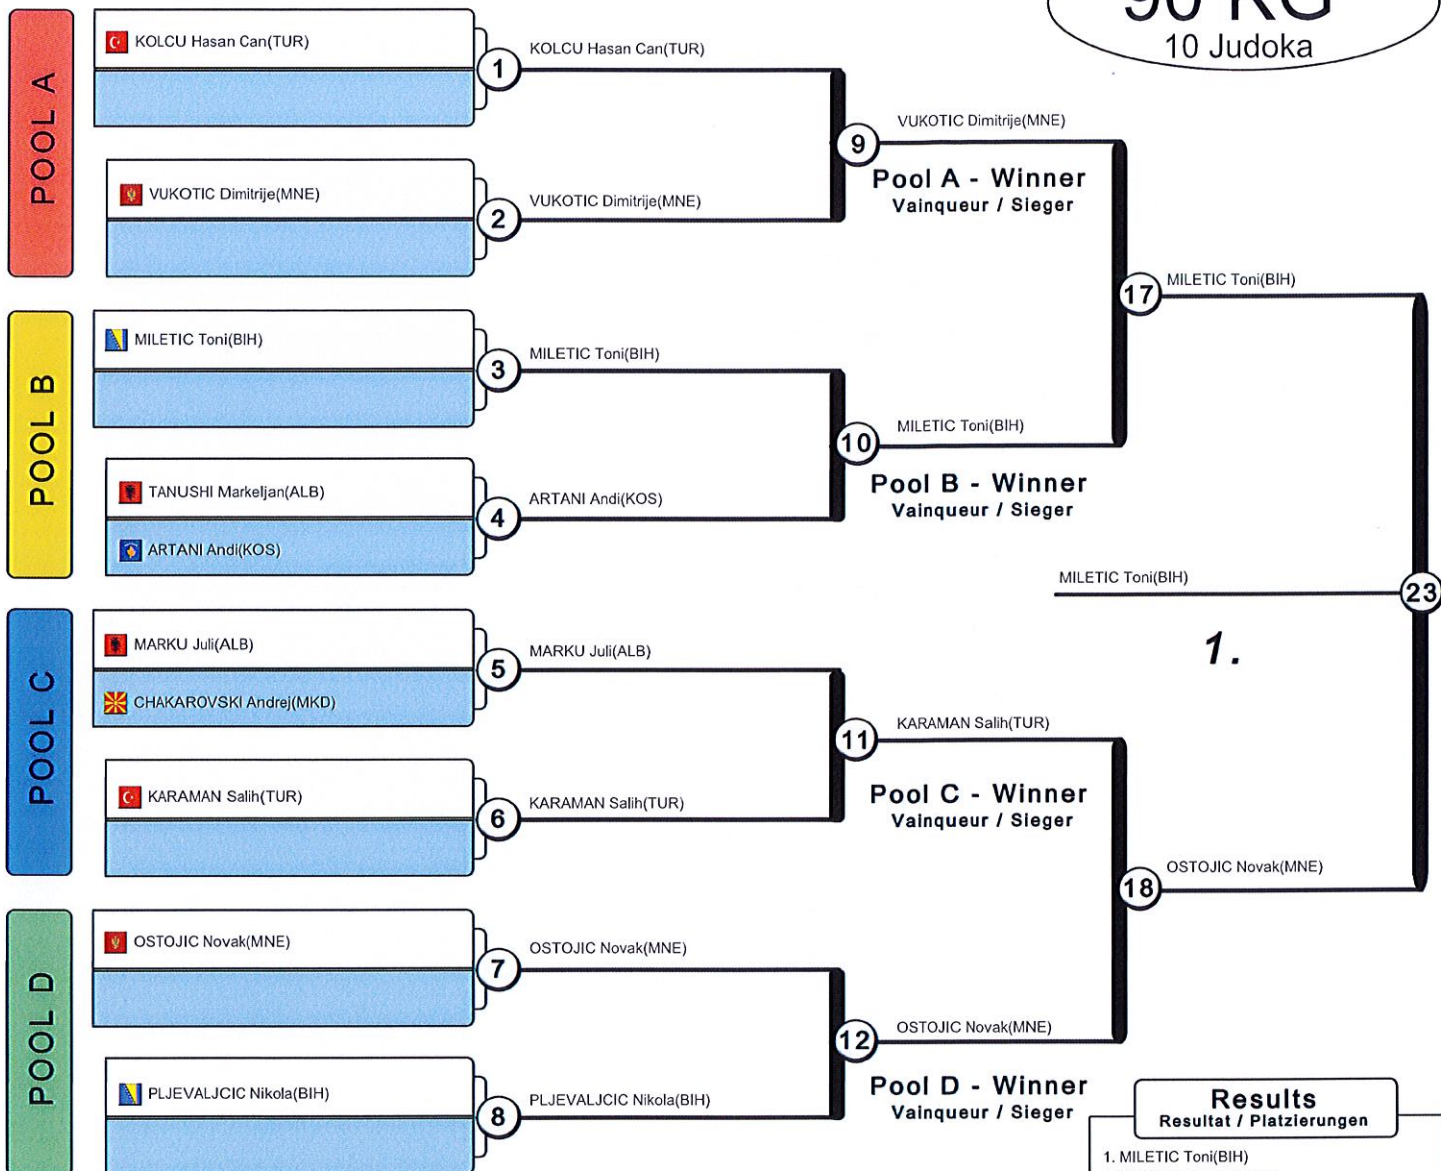 90 KG
10 Judoka
POOL A
KOLCU Hasan Can(TUR)
1
KOLCU Hasan Can(TUR)
VUKOTIC Dimitrije(MNE)
2
VUKOTIC Dimitrije(MNE)
9
VUKOTIC Dimitrije(MNE)
Pool A - Winner
Vainqueur / Sieger
POOL B
MILETIC Toni(BIH)
3
MILETIC Toni(BIH)
TANUSHI Markeljan(ALB)
ARTANI Andi(KOS)
4
ARTANI Andi(KOS)
10
MILETIC Toni(BIH)
Pool B - Winner
Vainqueur / Sieger
17
MILETIC Toni(BIH)
POOL C
MARKU Juli(ALB)
CHAKAROVSKI Andrej(MKD)
5
MARKU Juli(ALB)
KARAMAN Salih(TUR)
6
KARAMAN Salih(TUR)
11
KARAMAN Salih(TUR)
Pool C - Winner
Vainqueur / Sieger
MILETIC Toni(BIH)
23
1.
POOL D
OSTOJIC Novak(MNE)
7
OSTOJIC Novak(MNE)
PLJEVALJCIC Nikola(BIH)
8
PLJEVALJCIC Nikola(BIH)
12
OSTOJIC Novak(MNE)
Pool D - Winner
Vainqueur / Sieger
18
OSTOJIC Novak(MNE)
Results
Resultat / Platzierungen
1. MILETIC Toni(BIH)